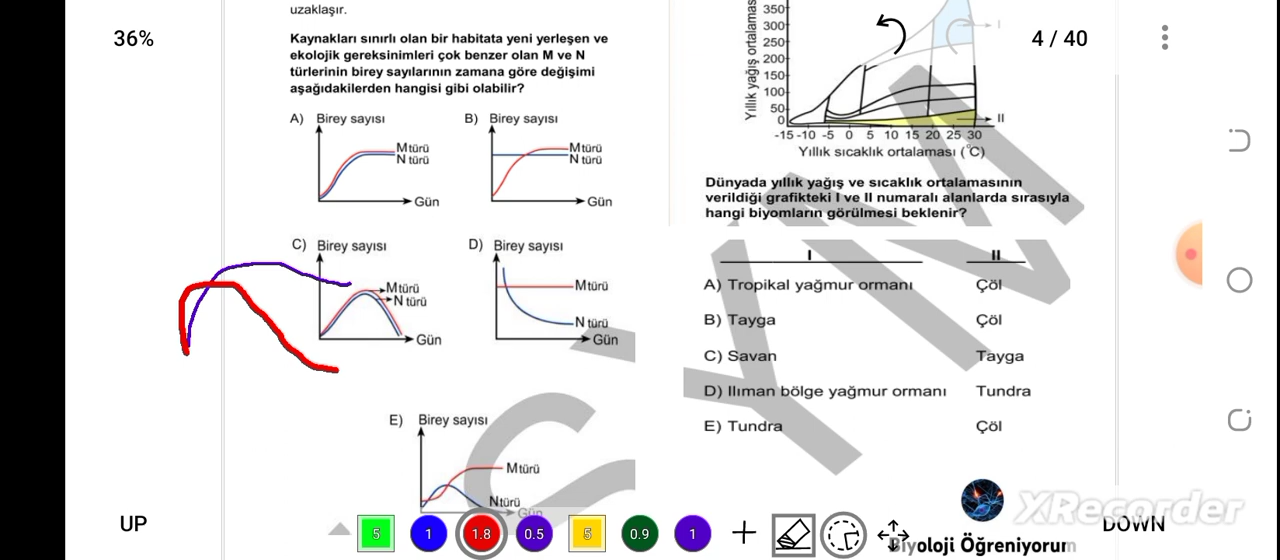 36%
uzaklaşır.
Kaynakları sınırlı olan bir habitata yeni yerleşen ve
ekolojik gereksinimleri çok benzer olan M ve N
türlerinin birey sayılarının zamana göre değişimi
aşağıdakilerden hangisi gibi olabilir?
A) Birey sayısı
M türü
N türü
Gün
B) Birey sayısı
M türü
N türü
Gün
C) Birey sayısı
M türü
N türü
Gün
D) Birey sayısı
M türü
N türü
Gün
E) Birey sayısı
M türü
N türü
Gün
4 / 40
Yıllık yağış ortalaması
350
300
250
200
150
100
50
0
I
II
-15 -10 -5 0 5 10 15 20 25 30
Yıllık sıcaklık ortalaması (°C)
Dünyada yıllık yağış ve sıcaklık ortalamasının
verildiği grafikteki I ve II numaralı alanlarda sırasıyla
hangi biyomların görülmesi beklenir?
I II
A) Tropikal yağmur ormanı Çöl
B) Tayga Çöl
C) Savan Tayga
D) Ilıman bölge yağmur ormanı Tundra
E) Tundra Çöl
ÖSYM
UP
5 1 1.8 0.5 5 0.9 1
DOWN
XRecorder
Biyoloji Öğreniyorum